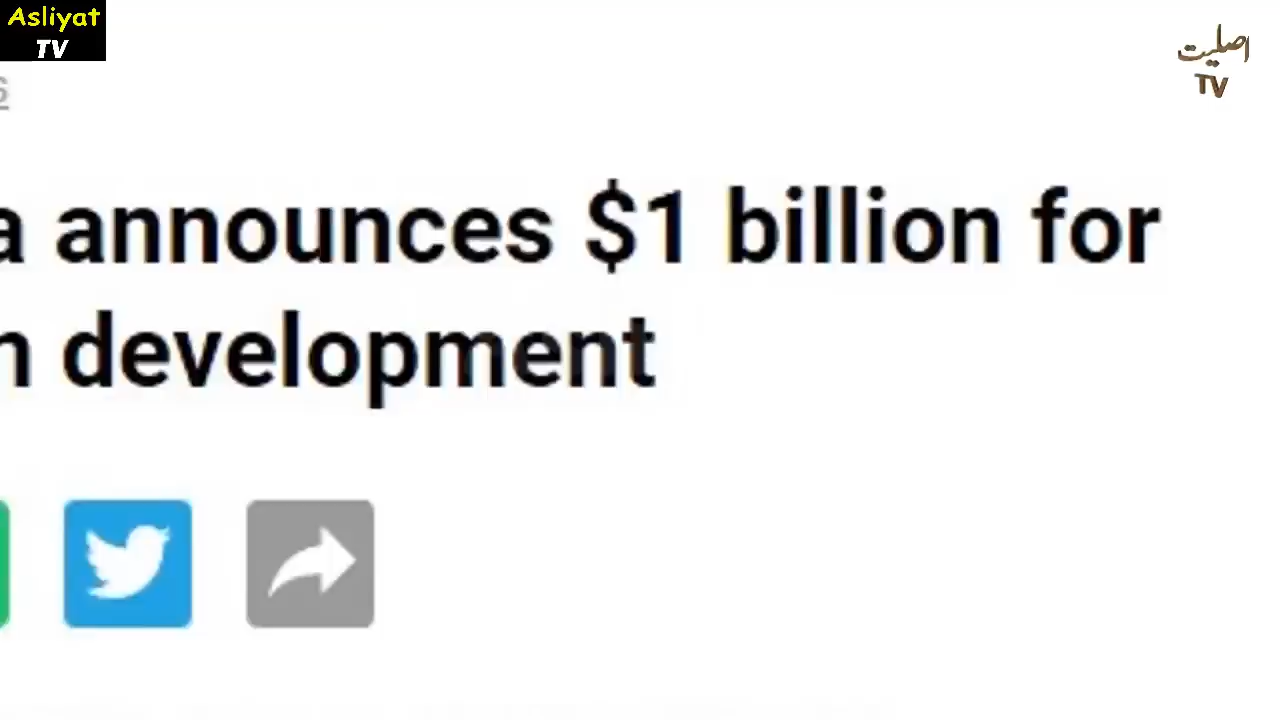 Asliyat
TV
اصلیت
TV
a announces $1 billion for
n development